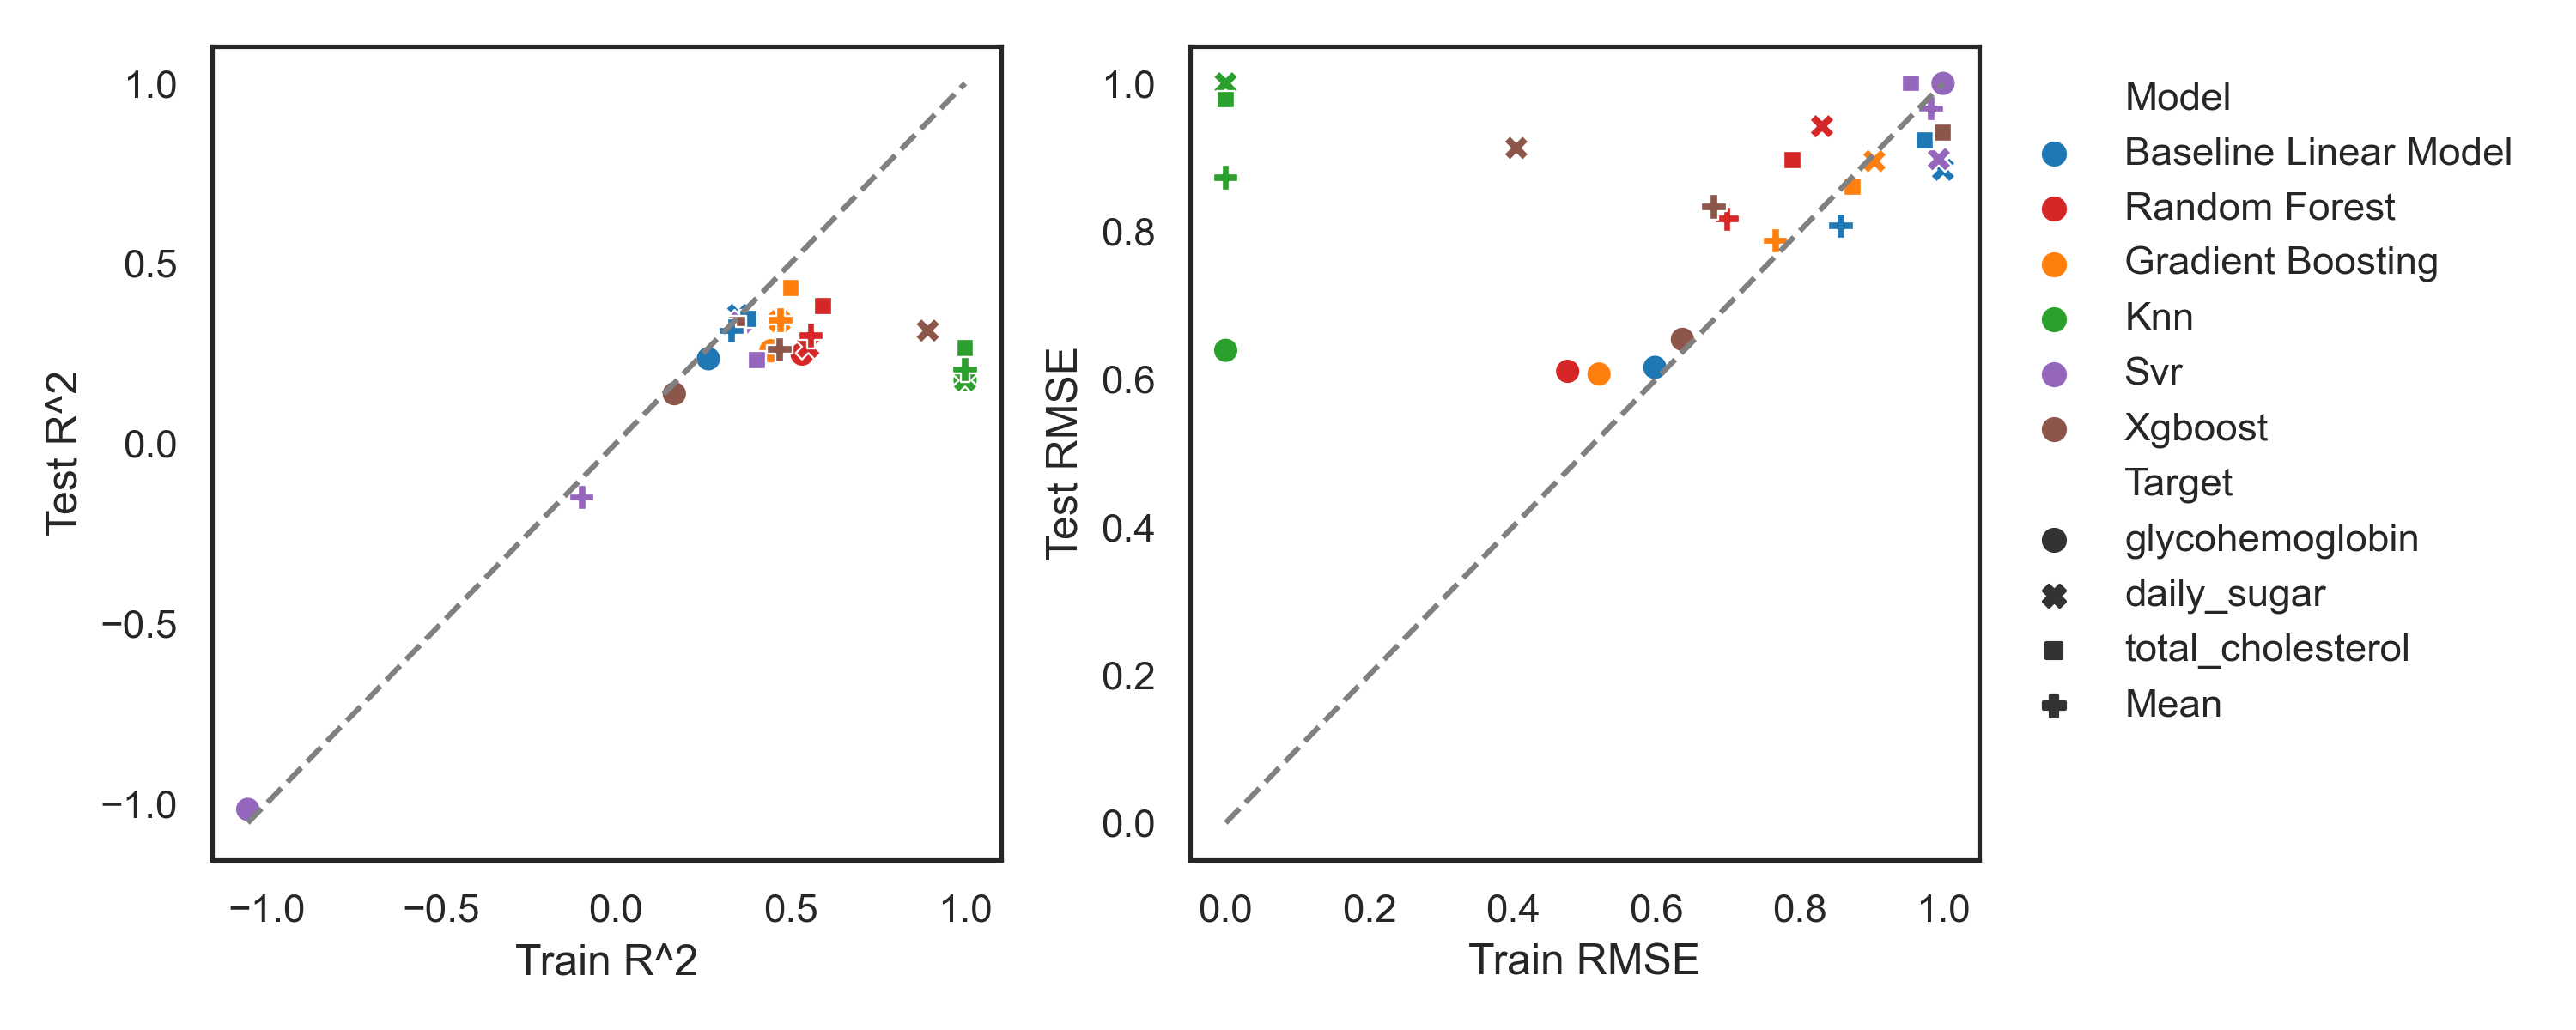 1.0
0.5
0.0
−0.5
−1.0
Test R^2
−1.0 −0.5 0.0 0.5 1.0
Train R^2
1.0
0.8
0.6
0.4
0.2
0.0
Test RMSE
0.0 0.2 0.4 0.6 0.8 1.0
Train RMSE
Model
Baseline Linear Model
Random Forest
Gradient Boosting
Knn
Svr
Xgboost
Target
glycohemoglobin
daily_sugar
total_cholesterol
Mean